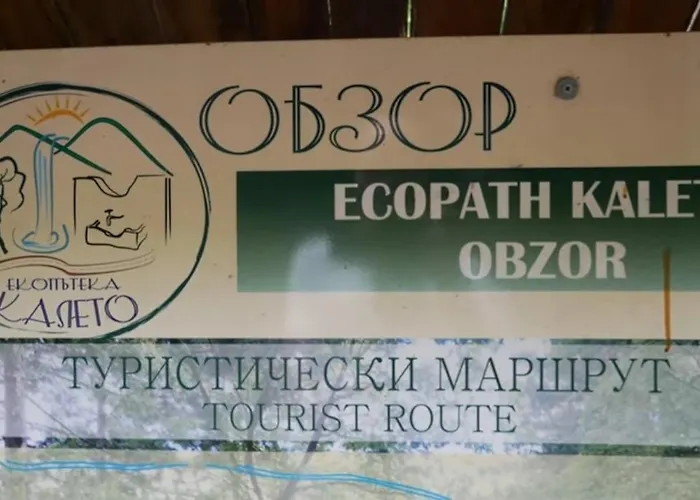 ОБЗОР
ECOPATH KALET
OBZOR
ЕКОПЪТЕКА
КАЛЕТО
ТУРИСТИЧЕСКИ МАРШРУТ
TOURIST ROUTE